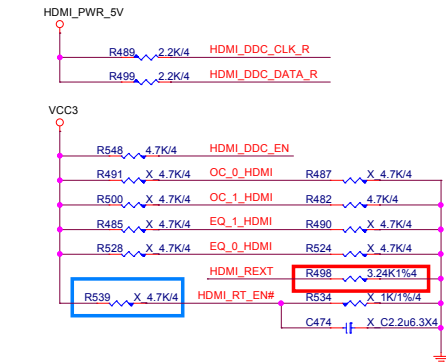 HDMI_PWR_5V
R489 2.2K/4 HDMI_DDC_CLK_R
R499 2.2K/4 HDMI_DDC_DATA_R
VCC3
R548 4.7K/4 HDMI_DDC_EN
R491 X_4.7K/4 OC_0_HDMI R487 X_4.7K/4
R500 X_4.7K/4 OC_1_HDMI R482 4.7K/4
R485 X_4.7K/4 EQ_1_HDMI R490 X_4.7K/4
R528 X_4.7K/4 EQ_0_HDMI R524 X_4.7K/4
HDMI_REXT R498 3.24K1%4
R539 X_4.7K/4 HDMI_RT_EN# R534 X_1K/1%/4
C474 X_C2.2u6.3X4